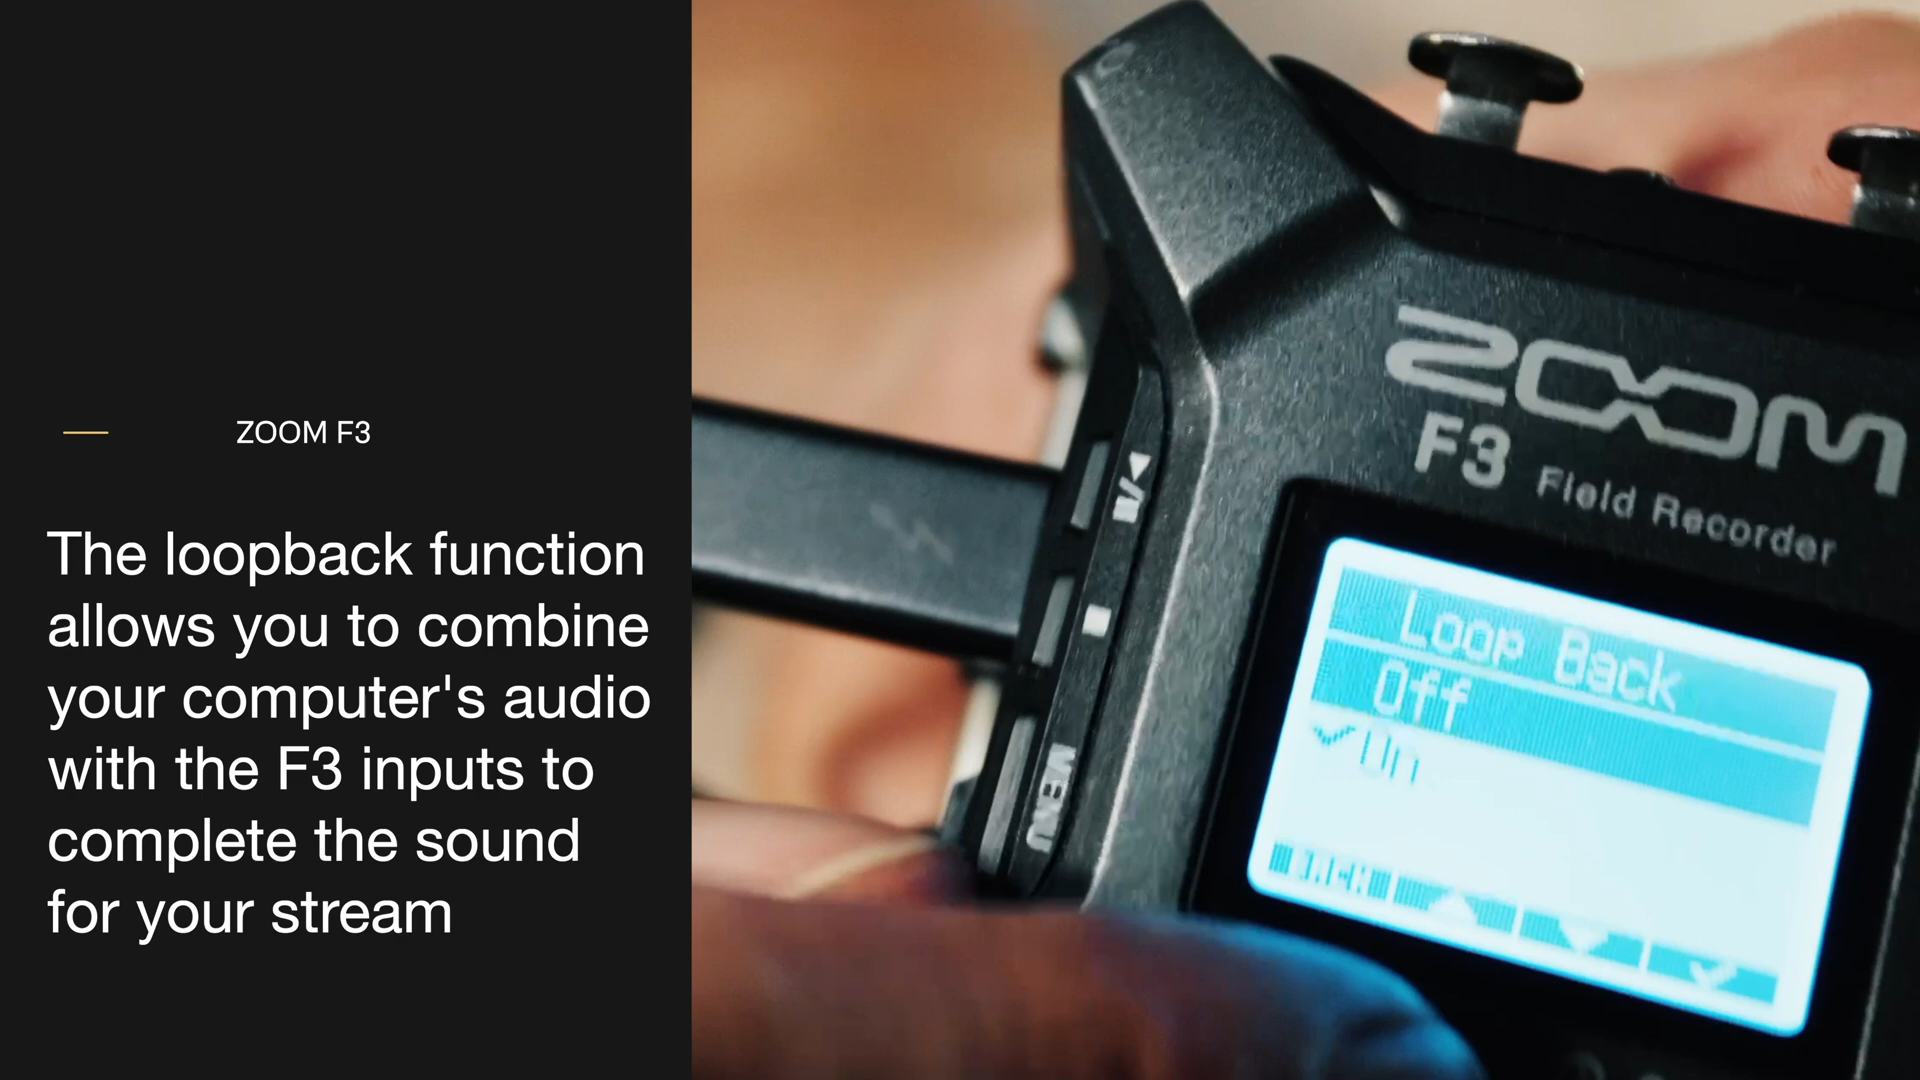 ZOOM F3
The loopback function
allows you to combine
your computer's audio
with the F3 inputs to
complete the sound
for your stream
ZOOM
F3 Field Recorder
Loop Back
Off
On
MENU